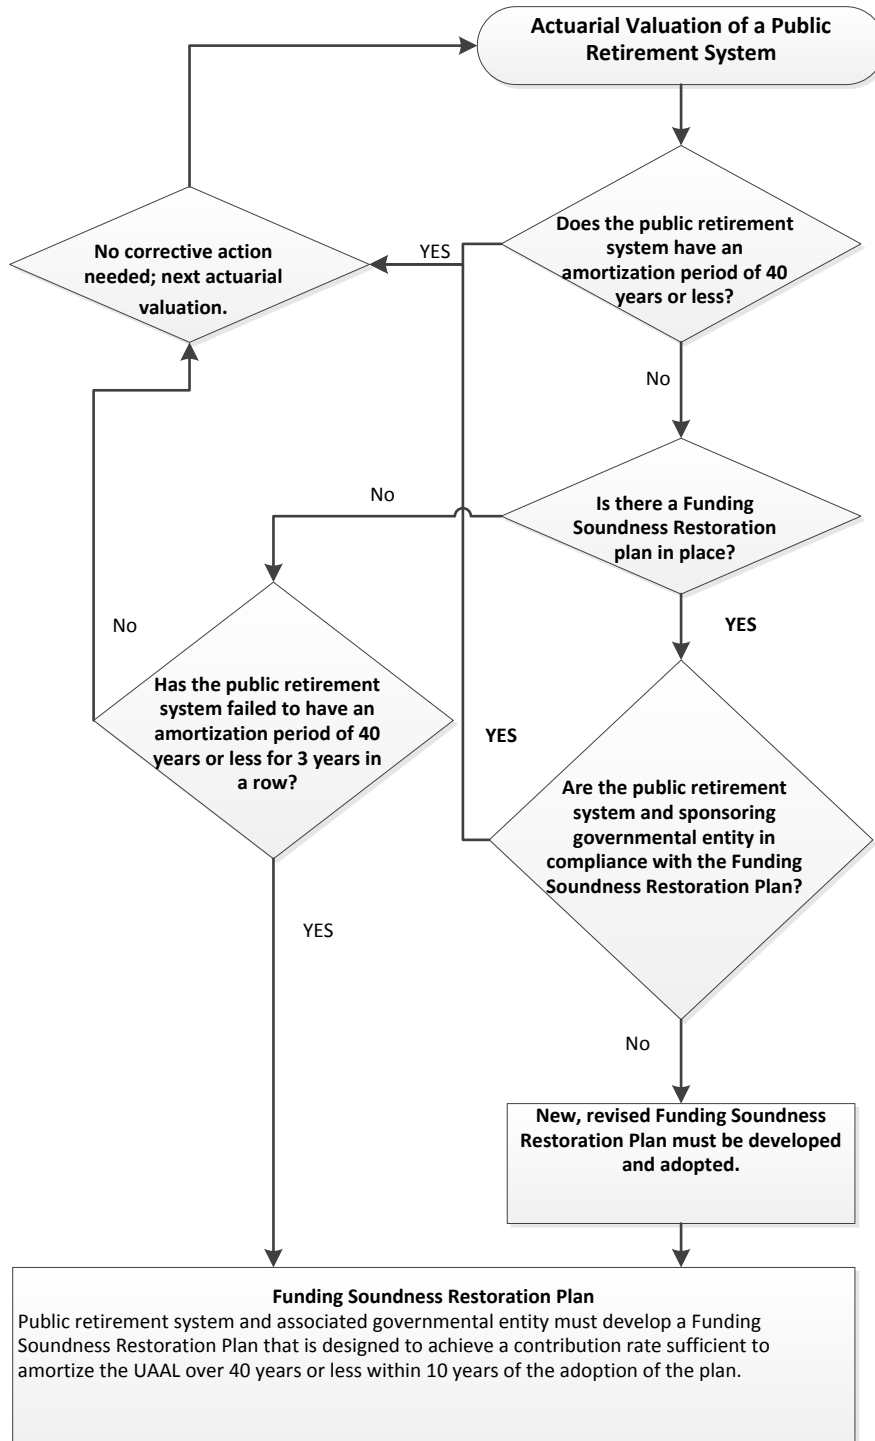 Actuarial Valuation of a Public
Retirement System
Does the public retirement
system have an
amortization period of 40
years or less?
YES
No corrective action
needed; next actuarial
valuation.
No
Is there a Funding
Soundness Restoration
plan in place?
No
YES
No
Has the public retirement
system failed to have an
amortization period of 40
years or less for 3 years in
a row?
YES
Are the public retirement
system and sponsoring
governmental entity in
compliance with the Funding
Soundness Restoration Plan?
YES
No
New, revised Funding Soundness
Restoration Plan must be developed
and adopted.
Funding Soundness Restoration Plan
Public retirement system and associated governmental entity must develop a Funding
Soundness Restoration Plan that is designed to achieve a contribution rate sufficient to
amortize the UAAL over 40 years or less within 10 years of the adoption of the plan.